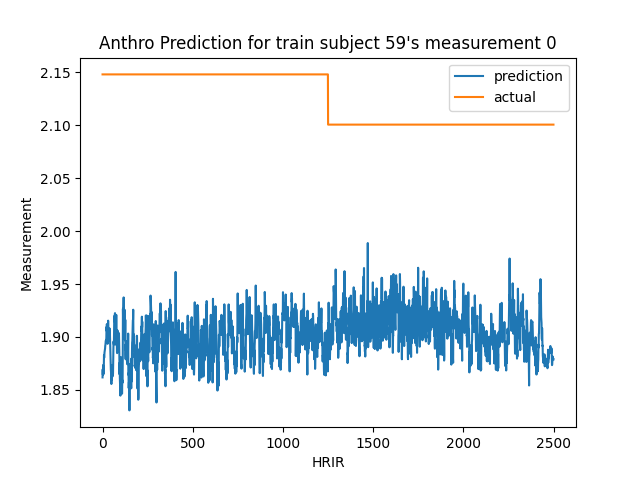 Anthro Prediction for train subject 59's measurement 0
2.15
2.10
2.05
2.00
1.95
1.90
1.85
Measurement
prediction
actual
0
500
1000
1500
2000
2500
HRIR